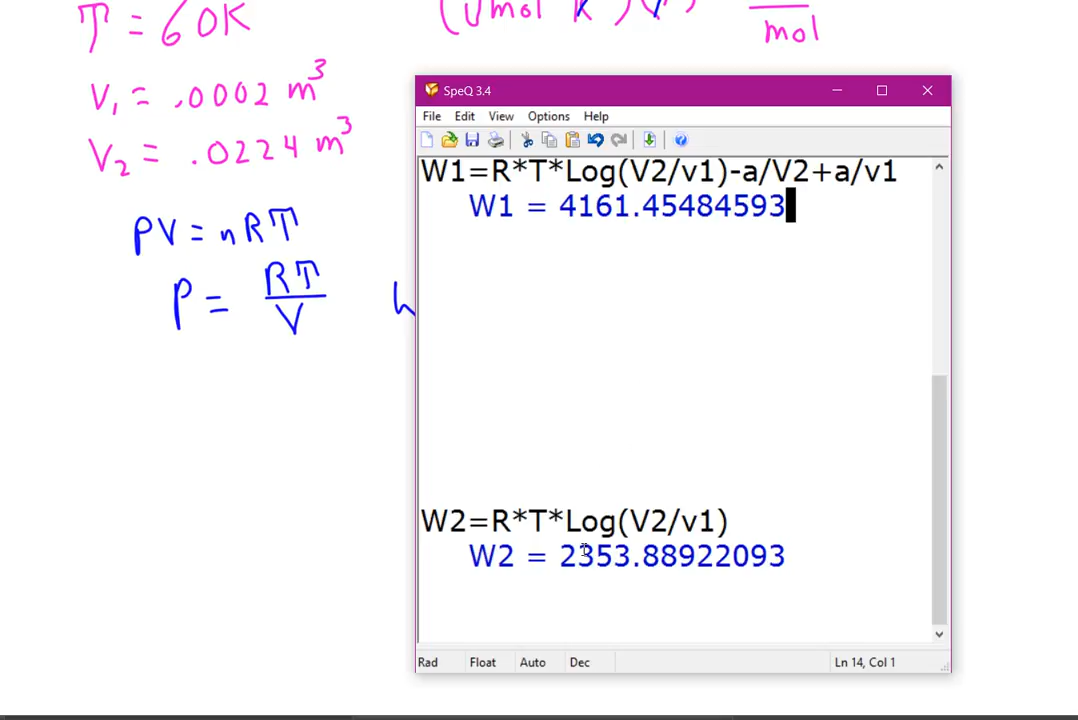 T = 60K
mol
V₁ = .0002 m³
V₂ = .0224 m³
PV = nRT
P = RT
V
SpeQ 3.4
File Edit View Options Help
W1=R*T*Log(V2/v1)-a/V2+a/v1
W1 = 4161.45484593
W2=R*T*Log(V2/v1)
W2 = 2353.88922093
Rad Float Auto Dec Ln 14, Col 1